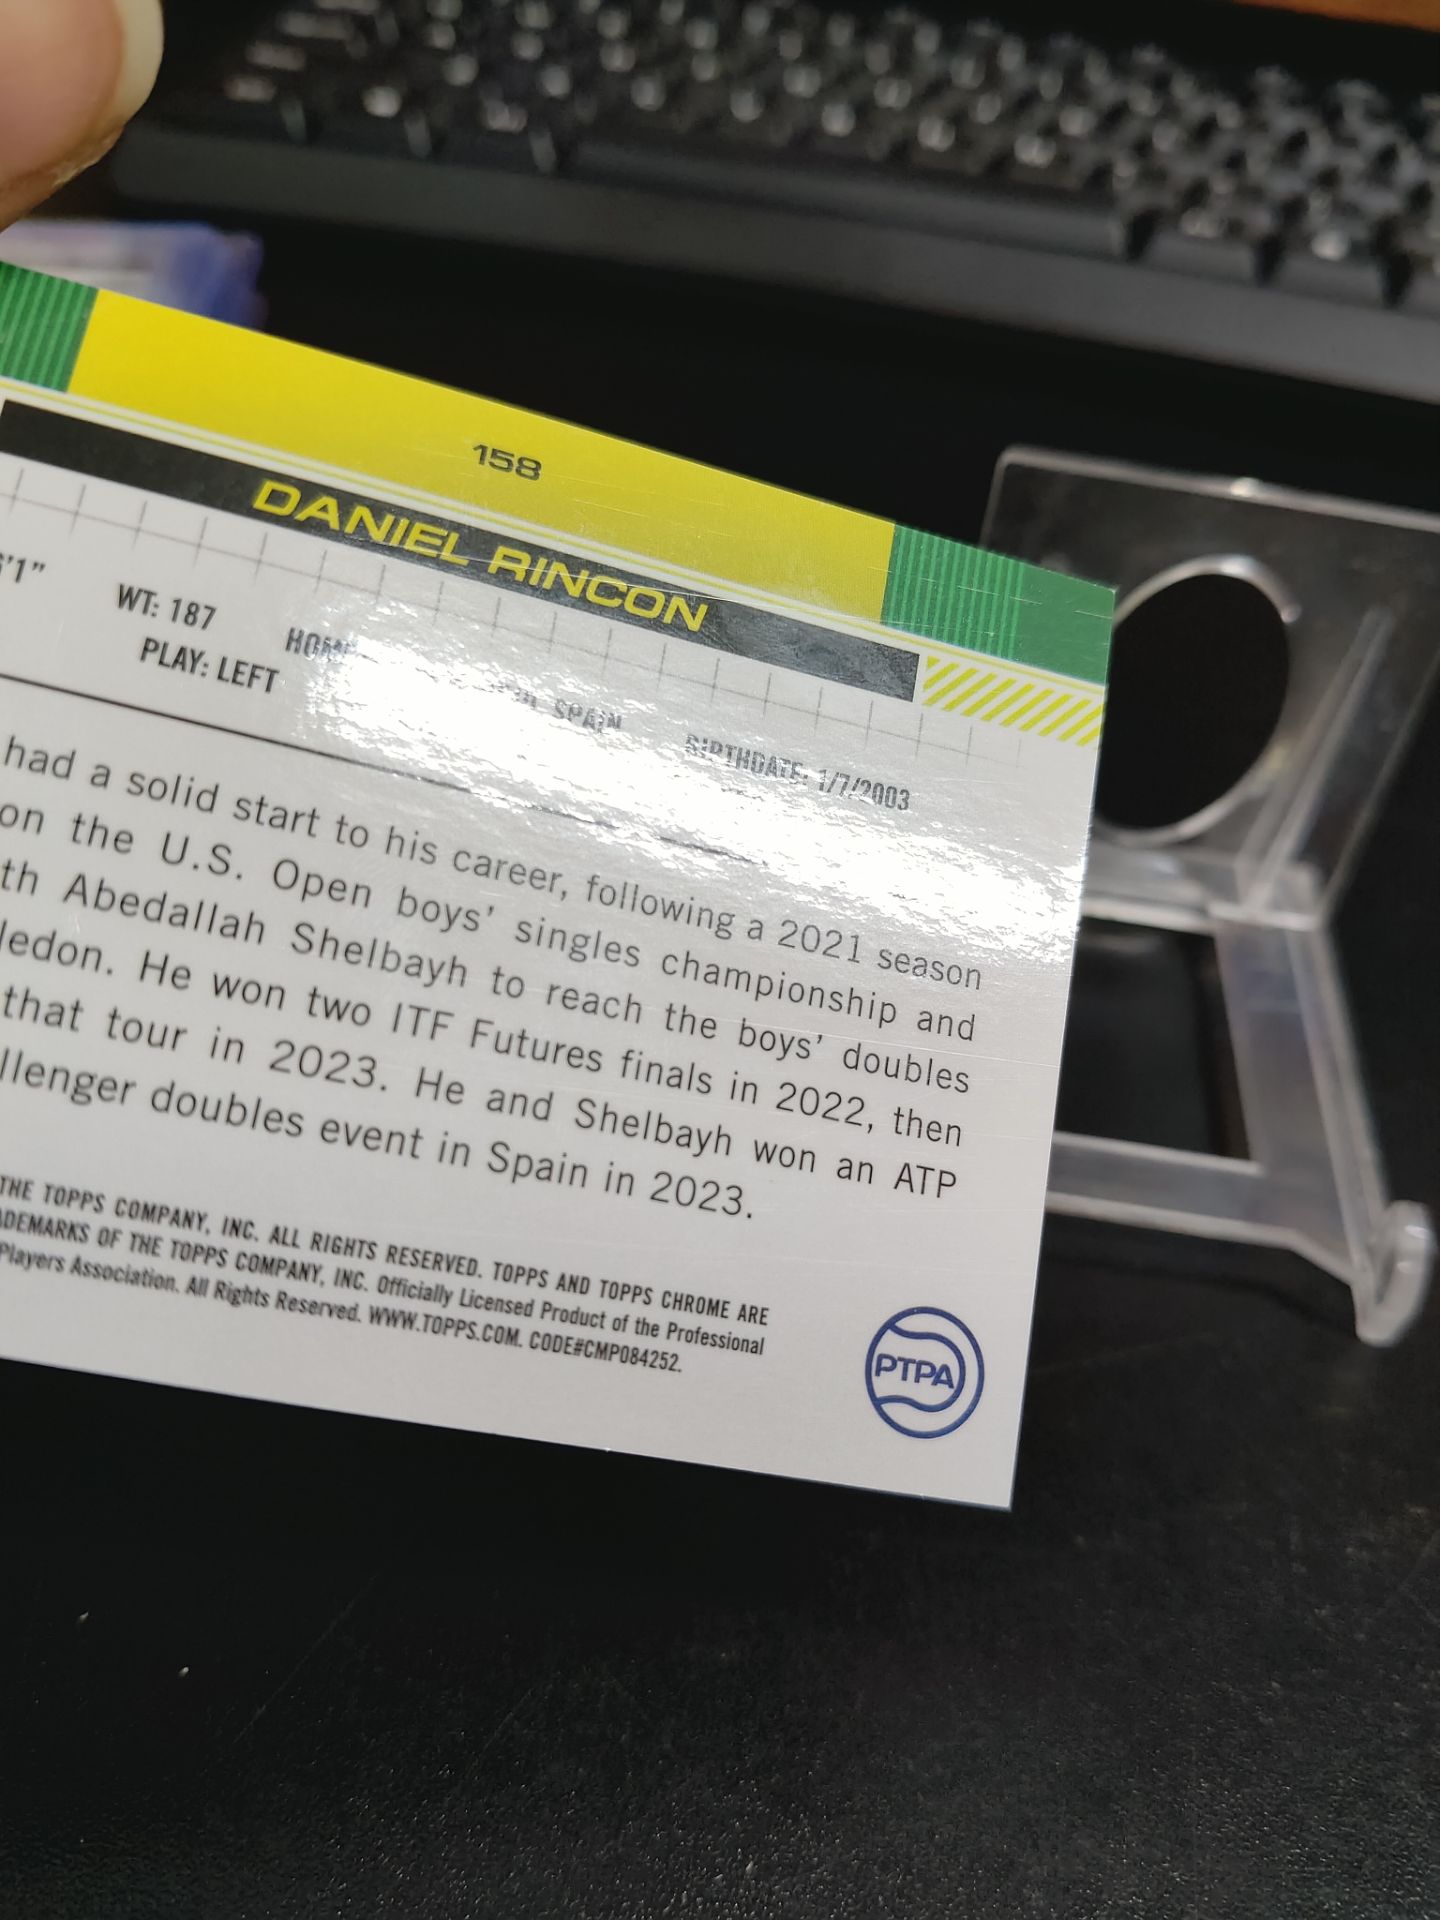 158
DANIEL RINCON
'1" WT: 187 SPAIN BIRTHDATE: 1/7/2003
PLAY: LEFT
had a solid start to his career, following a 2021 season
on the U.S. Open boys' singles championship and
th Abedallah Shelbayh to reach the boys' doubles
ledon. He won two ITF Futures finals in 2022, then
that tour in 2023. He and Shelbayh won an ATP
llenger doubles event in Spain in 2023.
THE TOPPS COMPANY, INC. ALL RIGHTS RESERVED. TOPPS AND TOPPS CHROME ARE
ADEMARKS OF THE TOPPS COMPANY, INC. Officially Licensed Product of the Professional
Players Association. All Rights Reserved. WWW.TOPPS.COM. CODE#CMP084252.
PTPA